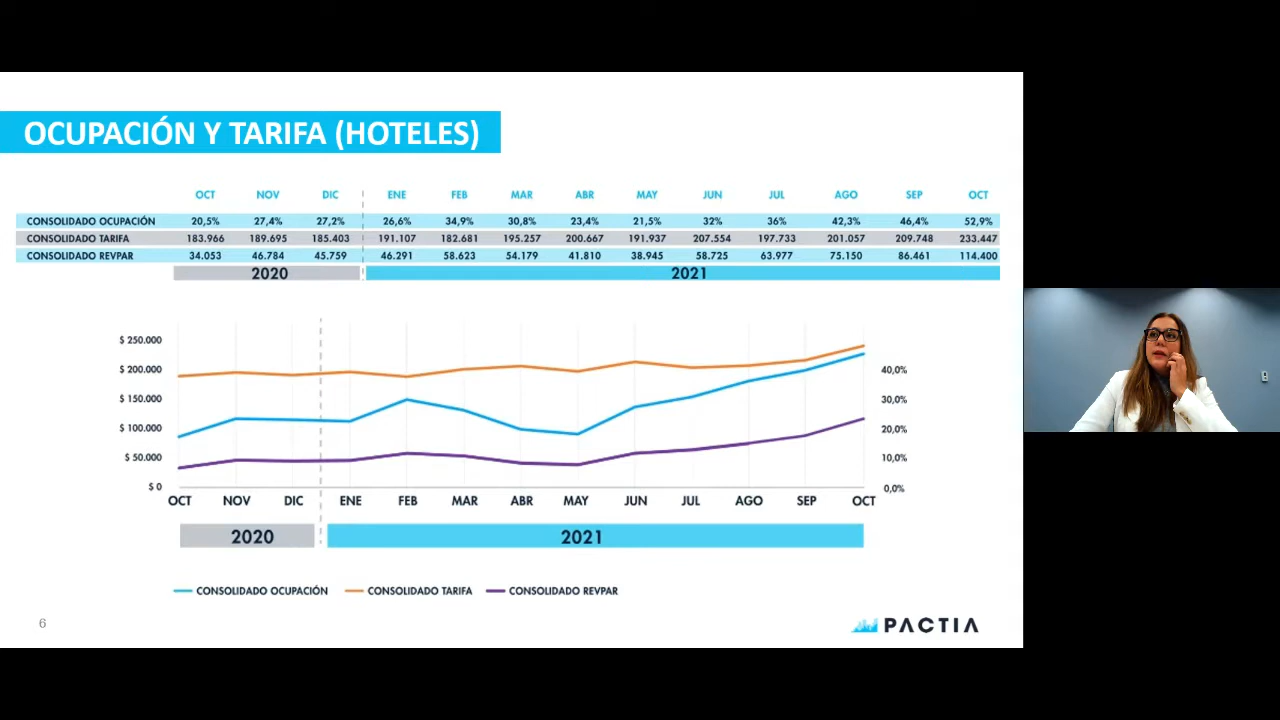 OCUPACIÓN Y TARIFA (HOTELES)
OCT NOV DIC ENE FEB MAR ABR MAY JUN JUL AGO SEP OCT
CONSOLIDADO OCUPACIÓN 20,5% 27,4% 27,2% 26,6% 34,9% 30,8% 23,4% 21,5% 32% 36% 42,3% 46,4% 52,9%
CONSOLIDADO TARIFA 183.966 189.695 185.403 191.107 182.681 195.257 200.667 191.937 207.554 197.733 201.057 209.748 233.447
CONSOLIDADO REVPAR 34.053 46.784 45.759 46.291 58.623 54.179 41.810 38.945 58.725 63.977 75.150 86.461 114.400
2020 2021
$ 250.000
$ 200.000 40,0%
$ 150.000 30,0%
$ 100.000 20,0%
$ 50.000 10,0%
$ 0 0,0%
OCT NOV DIC ENE FEB MAR ABR MAY JUN JUL AGO SEP OCT
2020 2021
CONSOLIDADO OCUPACIÓN CONSOLIDADO TARIFA CONSOLIDADO REVPAR
6
PACTIA